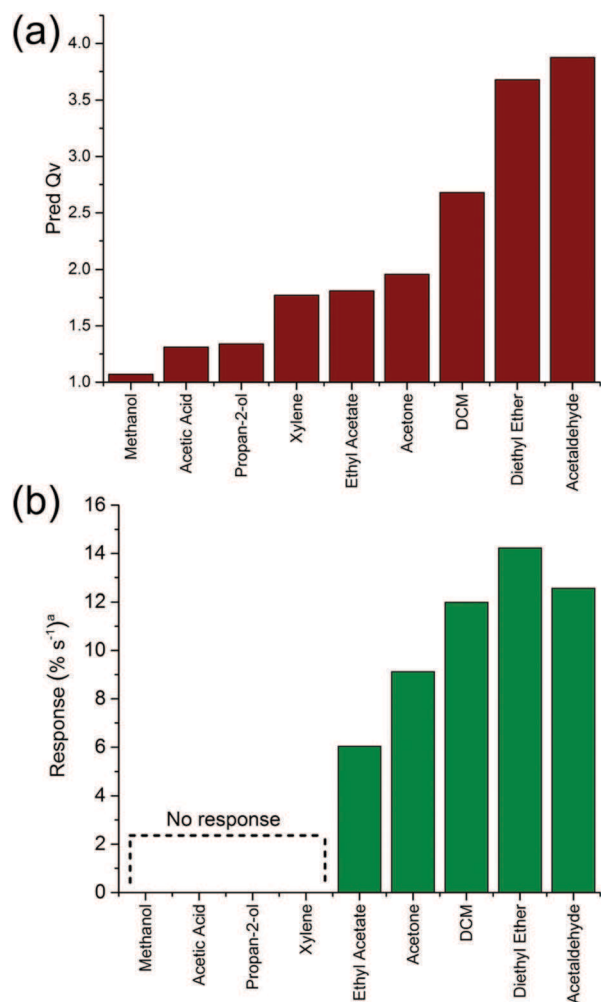 (a)
Pred Qv
4.0
3.5
3.0
2.5
2.0
1.5
1.0
Methanol
Acetic Acid
Propan-2-ol
Xylene
Ethyl Acetate
Acetone
DCM
Diethyl Ether
Acetaldehyde
(b)
Response (% s⁻¹)ᵃ
16
14
12
10
8
6
4
2
0
No response
Methanol
Acetic Acid
Propan-2-ol
Xylene
Ethyl Acetate
Acetone
DCM
Diethyl Ether
Acetaldehyde